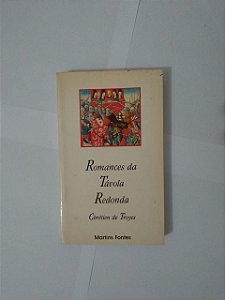 Romances da
Távola
Redonda
Chrétien de Troyes
Martins Fontes